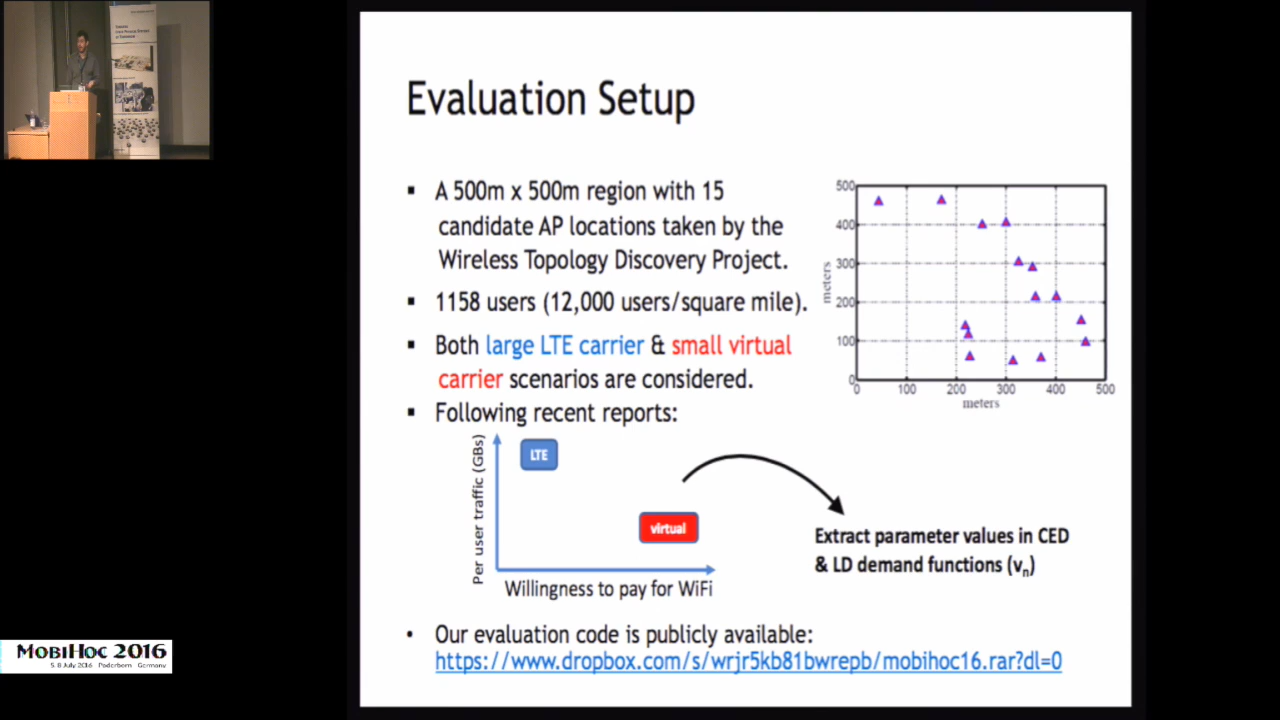 Evaluation Setup
▪ A 500m x 500m region with 15
candidate AP locations taken by the
Wireless Topology Discovery Project.
▪ 1158 users (12,000 users/square mile).
▪ Both large LTE carrier & small virtual
carrier scenarios are considered.
▪ Following recent reports:
500
400
300
200
100
0
meters
0 100 200 300 400 500
meters
Per user traffic (GBs)
LTE
virtual
Willingness to pay for WiFi
Extract parameter values in CED
& LD demand functions (vn)
• Our evaluation code is publicly available:
https://www.dropbox.com/s/wrjr5kb81bwrepb/mobihoc16.rar?dl=0
MobiHoc 2016
5-8 July 2016 Paderborn Germany